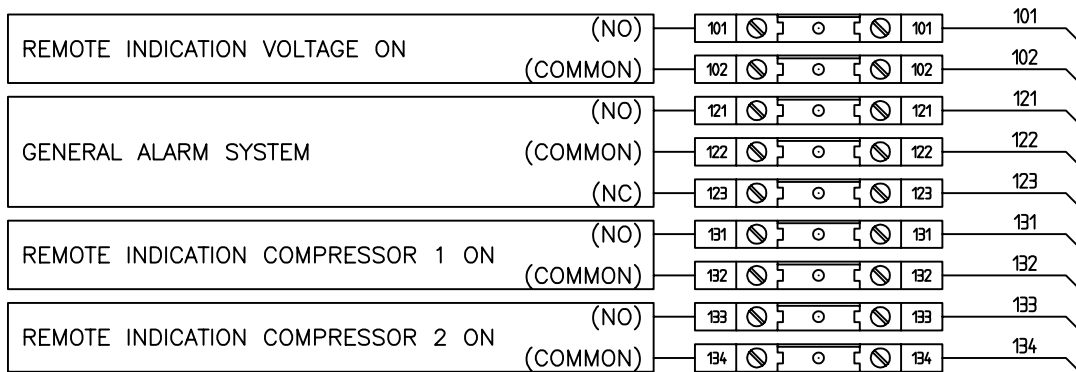 (NO) 101 101 101
REMOTE INDICATION VOLTAGE ON
(COMMON) 102 102 102
(NO) 121 121 121
GENERAL ALARM SYSTEM (COMMON) 122 122 122
(NC) 123 123 123
(NO) 131 131 131
REMOTE INDICATION COMPRESSOR 1 ON
(COMMON) 132 132 132
(NO) 133 133 133
REMOTE INDICATION COMPRESSOR 2 ON
(COMMON) 134 134 134